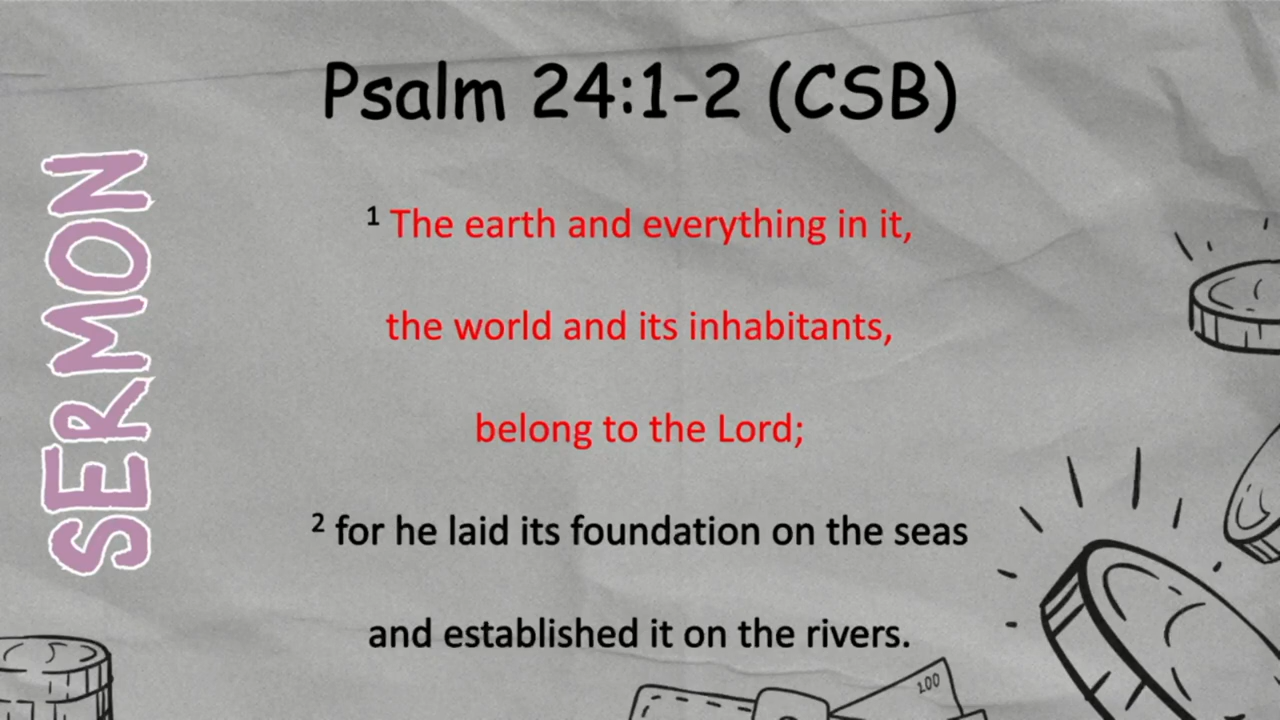 Psalm 24:1-2 (CSB)
SERMON
1 The earth and everything in it,
the world and its inhabitants,
belong to the Lord;
2 for he laid its foundation on the seas
and established it on the rivers.
100